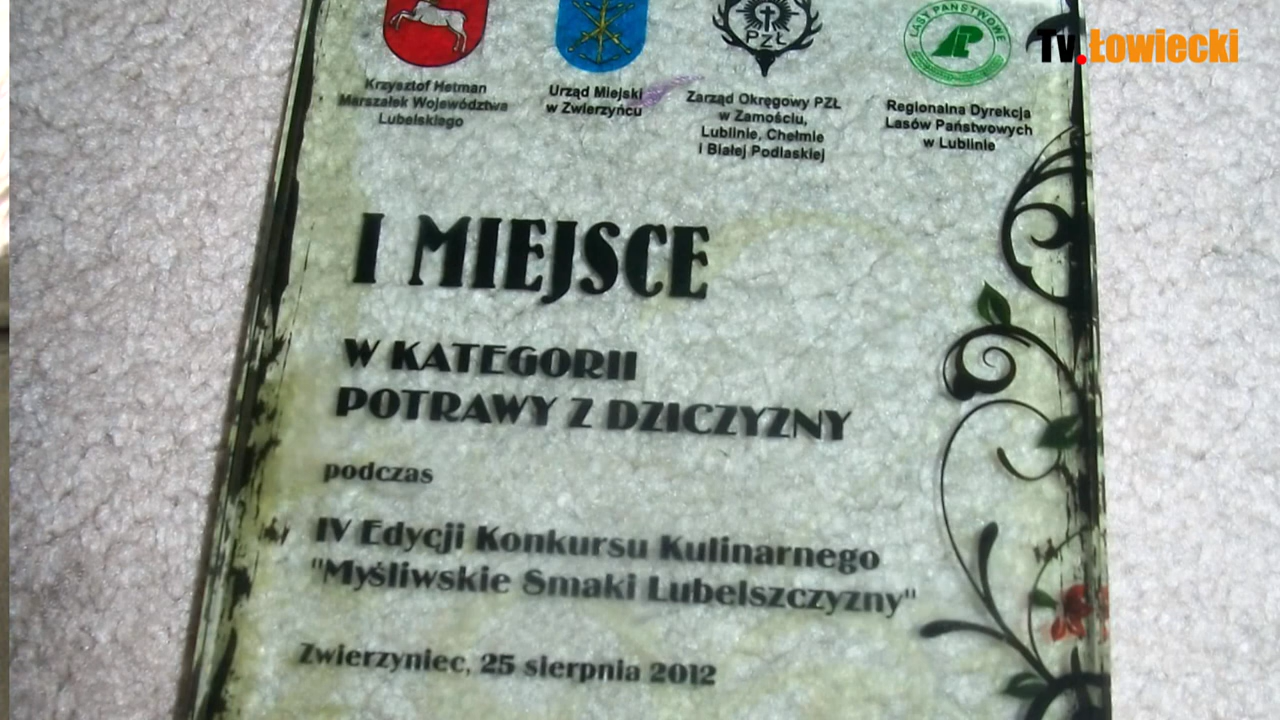 Tv.Łowiecki
PZŁ
LASY PAŃSTWOWE
Krzysztof Hetman
Marszałek Województwa
Lubelskiego
Urząd Miejski
w Zwierzyńcu
Zarząd Okręgowy PZŁ
w Zamościu,
Lublinie, Chełmie
i Białej Podlaskiej
Regionalna Dyrekcja
Lasów Państwowych
w Lublinie
I MIEJSCE
W KATEGORII
POTRAWY Z DZICZYZNY
podczas
IV Edycji Konkursu Kulinarnego
"Myśliwskie Smaki Lubelszczyzny"
Zwierzyniec, 25 sierpnia 2012